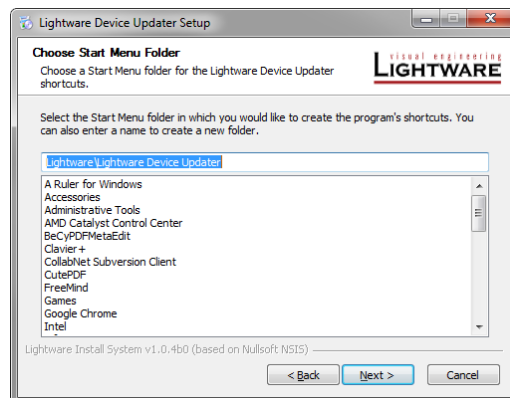 Lightware Device Updater Setup
Choose Start Menu Folder
Choose a Start Menu folder for the Lightware Device Updater
shortcuts.
visual engineering
LIGHTWARE
Select the Start Menu folder in which you would like to create the program's shortcuts. You
can also enter a name to create a new folder.
Lightware\Lightware Device Updater
A Ruler for Windows
Accessories
Administrative Tools
AMD Catalyst Control Center
BeCyPDFMetaEdit
Clavier+
CollabNet Subversion Client
CutePDF
FreeMind
Games
Google Chrome
Intel
Lightware Install System v1.0.4b0 (based on Nullsoft NSIS)
< Back
Next >
Cancel